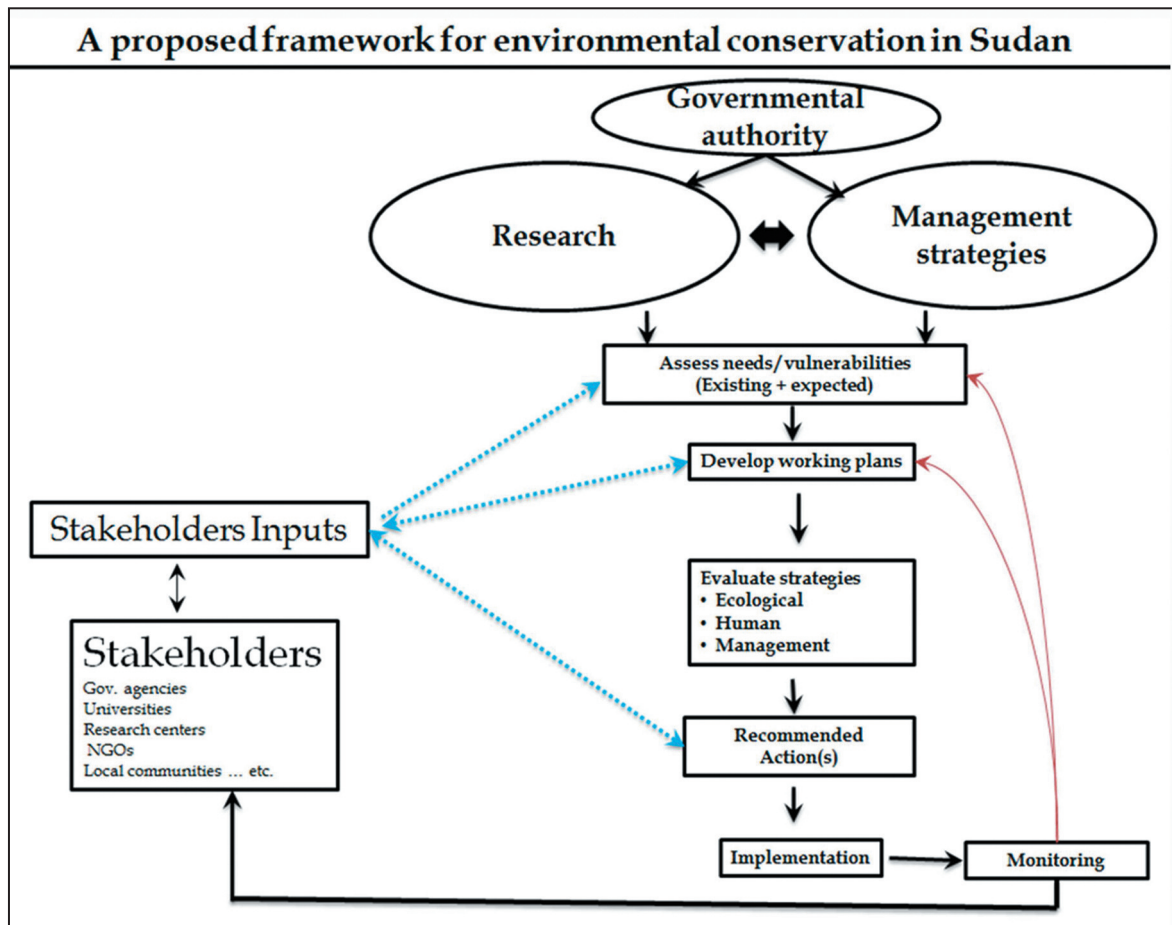 A proposed framework for environmental conservation in Sudan
Governmental
authority
Research
Management
strategies
Assess needs/vulnerabilities
(Existing + expected)
Develop working plans
Stakeholders Inputs
Evaluate strategies
• Ecological
• Human
• Management
Stakeholders
Gov. agencies
Universities
Research centers
NGOs
Local communities ... etc.
Recommended
Action(s)
Implementation
Monitoring